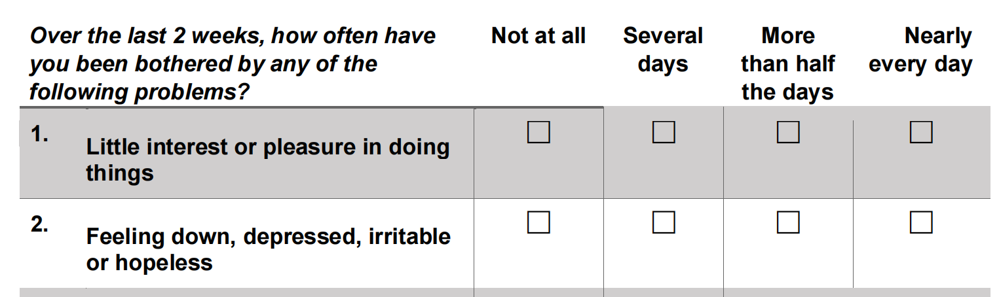 Over the last 2 weeks, how often have
you been bothered by any of the
following problems?
Not at all
Several
days
More
than half
the days
Nearly
every day
1.
Little interest or pleasure in doing
things
2.
Feeling down, depressed, irritable
or hopeless